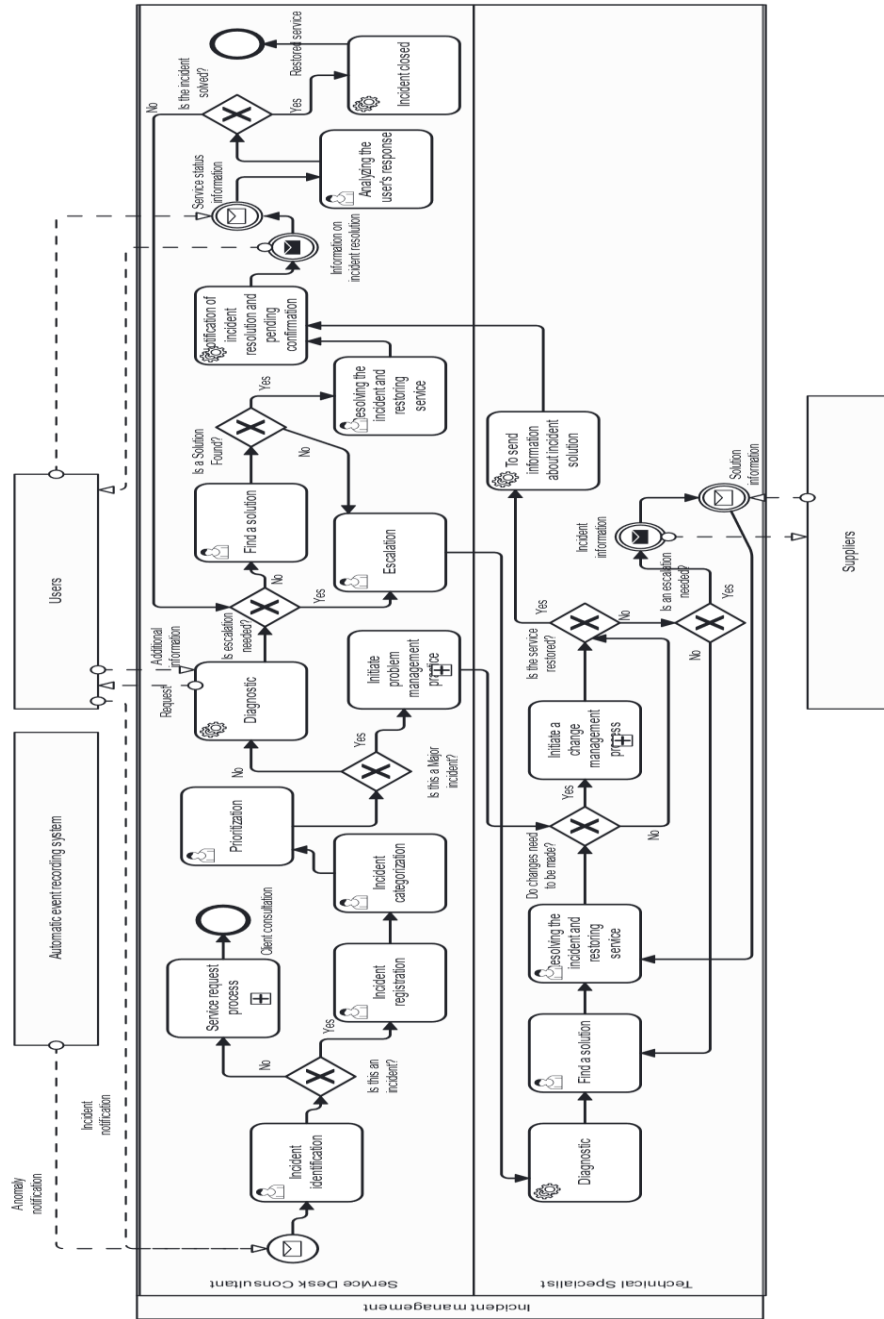 Incident management
Service Desk Consultant
Technical Specialist
Automatic event recording system
Users
Suppliers
Anomaly
notification
Incident
notification
Request
Additional
information
Incident
identification
Is this an
incident?
No
Yes
Service request
process
Client consultation
Incident
registration
Incident
categorization
Prioritization
Is this a Major
incident?
No
Yes
Initiate
problem
management
practice
Diagnostic
Is escalation
needed?
No
Yes
Find a solution
Escalation
Is a Solution
Found?
Yes
No
esolving the
incident and
restoring
service
Notification of
incident
resolution and
pending
confirmation
Information on
incident resolution
Service status
information
Analyzing the
user's response
Is the incident
solved?
No
Yes
Incident closed
Restored service
Diagnostic
Find a solution
esolving the
incident and
restoring
service
Do changes need
to be made?
Yes
No
Initiate a
change
management
process
Is the service
restored?
Yes
No
To send
information
about incident
solution
Is an escalation
needed?
No
Yes
Incident
information
Solution
information